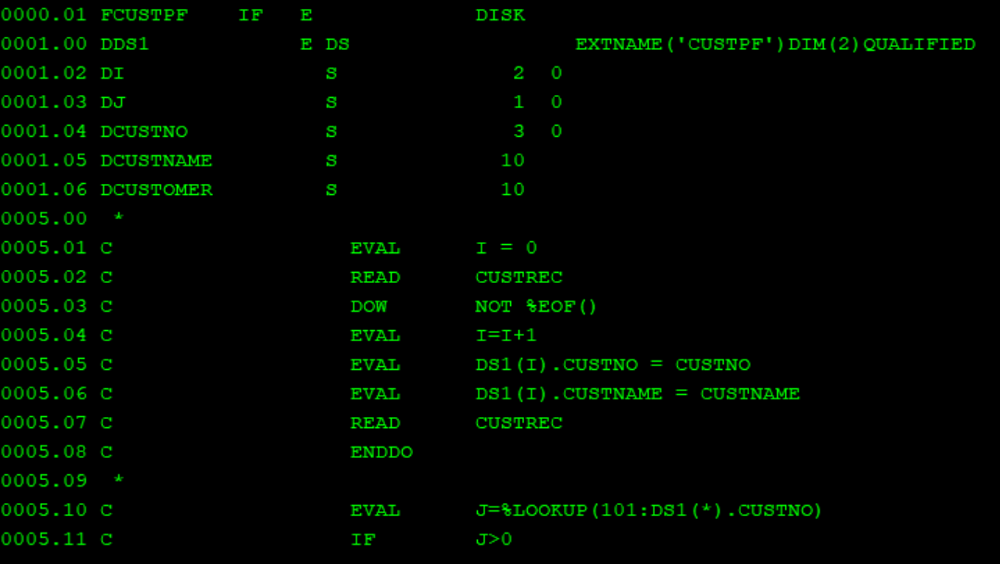 0000.01 FCUSTPF    IF   E             DISK
0001.00 DDS1            E DS                  EXTNAME('CUSTPF')DIM(2)QUALIFIED
0001.02 DI                S              2  0
0001.03 DJ                S              1  0
0001.04 DCUSTNO           S              3  0
0001.05 DCUSTNAME         S             10
0001.06 DCUSTOMER         S             10
0005.00  *
0005.01 C                   EVAL      I = 0
0005.02 C                   READ      CUSTREC
0005.03 C                   DOW       NOT %EOF()
0005.04 C                   EVAL      I=I+1
0005.05 C                   EVAL      DS1(I).CUSTNO = CUSTNO
0005.06 C                   EVAL      DS1(I).CUSTNAME = CUSTNAME
0005.07 C                   READ      CUSTREC
0005.08 C                   ENDDO
0005.09  *
0005.10 C                   EVAL      J=%LOOKUP(101:DS1(*).CUSTNO)
0005.11 C                   IF        J>0